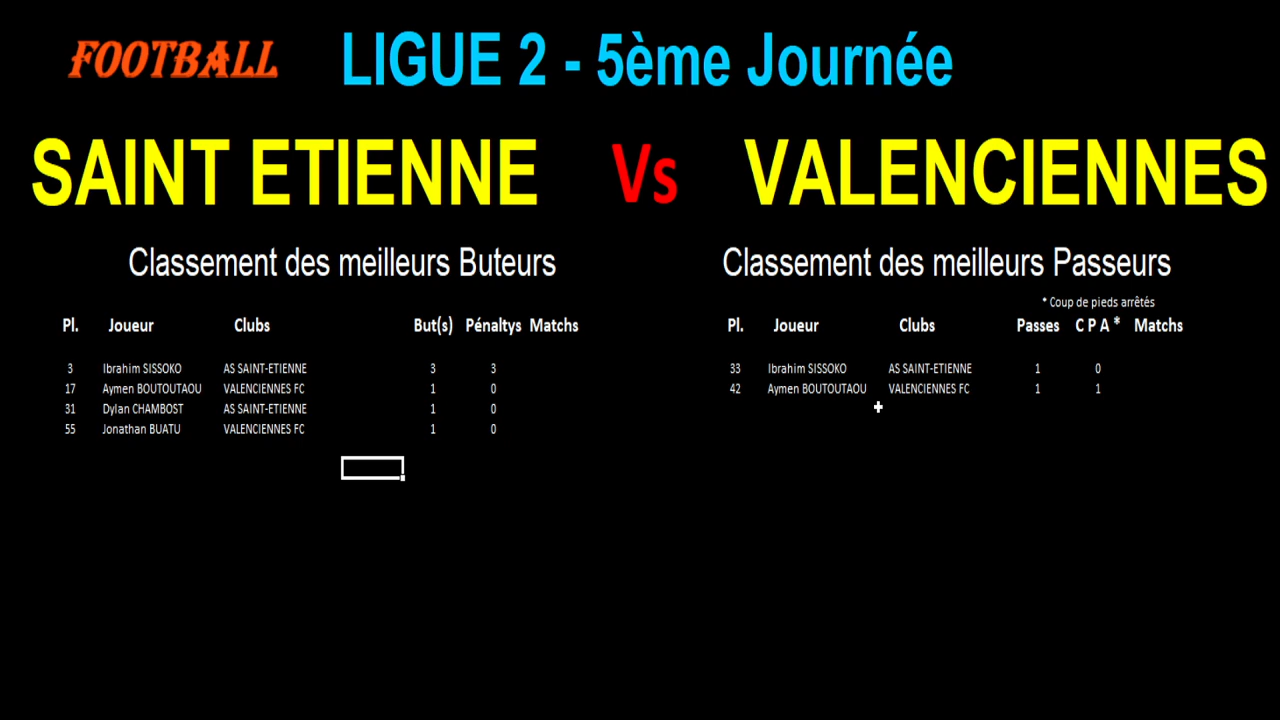 FOOTBALL
LIGUE 2 - 5ème Journée
SAINT ETIENNE Vs VALENCIENNES
Classement des meilleurs Buteurs
Pl. Joueur Clubs But(s) Pénaltys Matchs
3 Ibrahim SISSOKO AS SAINT-ETIENNE 3 3
17 Aymen BOUTOUTAOU VALENCIENNES FC 1 0
31 Dylan CHAMBOST AS SAINT-ETIENNE 1 0
55 Jonathan BUATU VALENCIENNES FC 1 0
Classement des meilleurs Passeurs
* Coup de pieds arrêtés
Pl. Joueur Clubs Passes C P A * Matchs
33 Ibrahim SISSOKO AS SAINT-ETIENNE 1 0
42 Aymen BOUTOUTAOU VALENCIENNES FC 1 1